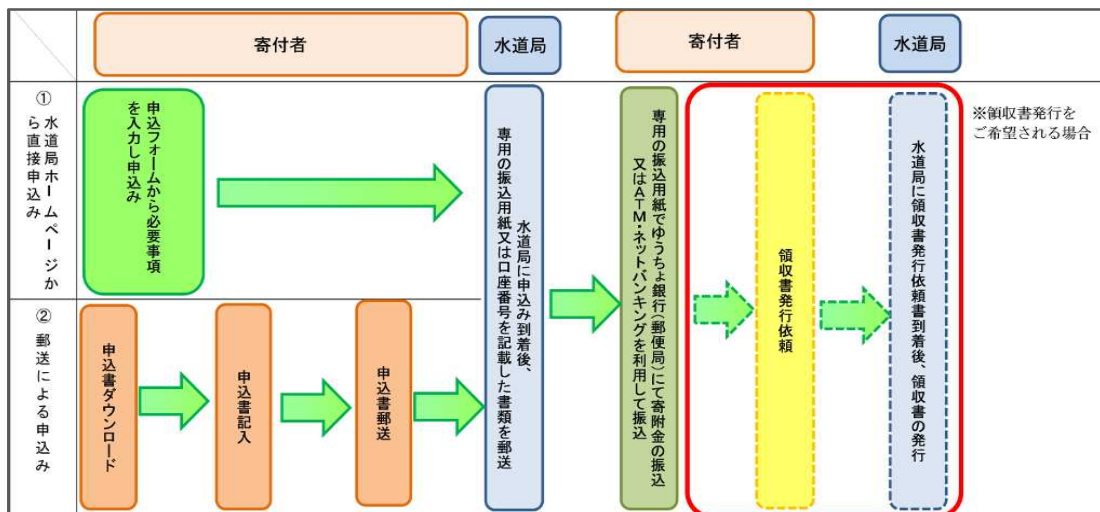 寄付者
水道局
寄付者
水道局
①
水道局ホームページか
ら直接申込み
申込フォームから必要事項
を入力し申込み
② 郵送による申込み
申込書ダウンロード
申込書記入
申込書郵送
水道局に申込み到着後、
専用の振込用紙又は口座番号を記載した書類を郵送
専用の振込用紙でゆうちょ銀行(郵便局)にて寄附金の振込
又はATM・ネットバンキングを利用して振込
領収書発行依頼
水道局に領収書発行依頼書到着後、領収書の発行
※領収書発行を
ご希望される場合